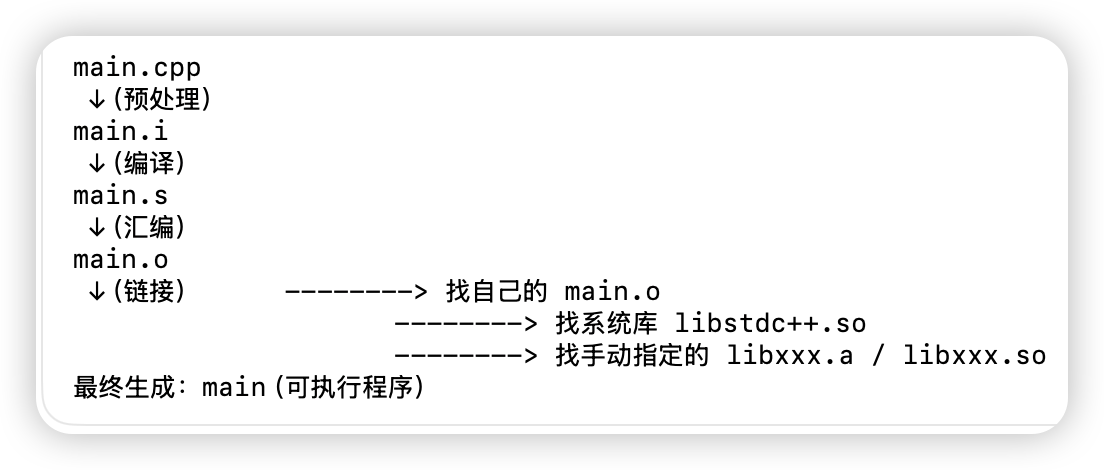 main.cpp
↓(预处理)
main.i
↓(编译)
main.s
↓(汇编)
main.o
↓(链接) --------> 找自己的 main.o
--------> 找系统库 libstdc++.so
--------> 找手动指定的 libxxx.a / libxxx.so
最终生成：main(可执行程序)